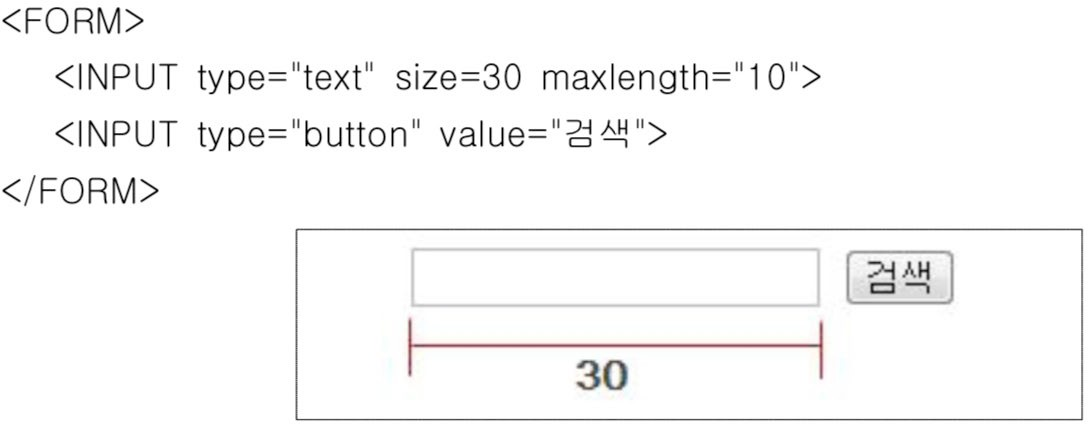 <FORM>
<INPUT type="text" size=30 maxlength="10">
<INPUT type="button" value="검색">
</FORM>
검색
30